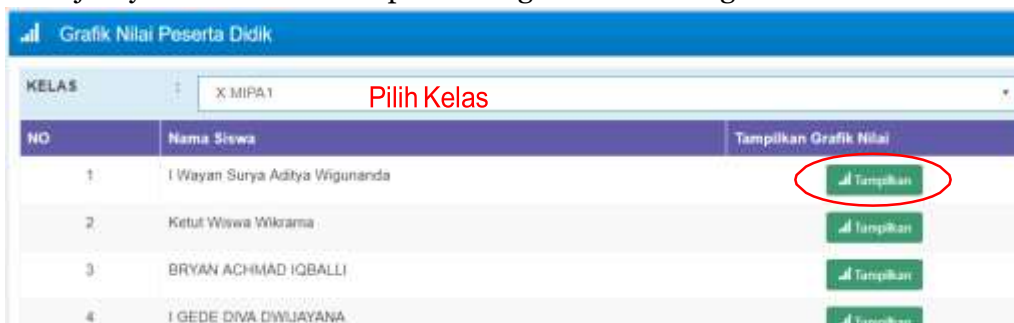 Grafik Nilai Peserta Didik
KELAS : X MIPA1 Pilih Kelas
NO Nama Siswa Tampilkan Grafik Nilai
1 I Wayan Surya Aditya Wigunanda Tampilkan
2 Ketut Wiswa Wikrama Tampilkan
3 BRYAN ACHMAD IQBALLI Tampilkan
4 I GEDE DIVA DWIJAYANA Tampilkan